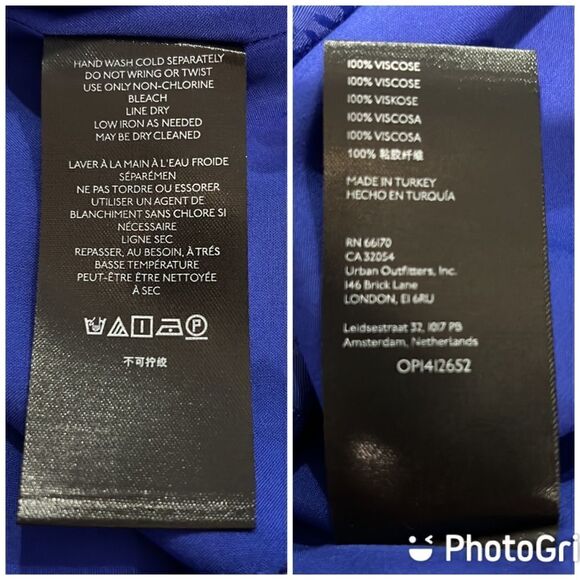 HAND WASH COLD SEPARATELY
DO NOT WRING OR TWIST
USE ONLY NON-CHLORINE
BLEACH
LINE DRY
LOW IRON AS NEEDED
MAY BE DRY CLEANED
LAVER À LA MAIN À L'EAU FROIDE
SÉPARÉMEN
NE PAS TORDRE OU ESSORER
UTILISER UN AGENT DE
BLANCHIMENT SANS CHLORE SI
NÉCESSAIRE
LIGNE SEC
REPASSER, AU BESOIN, À TRÉS
BASSE TEMPÉRATURE
PEUT-ÊTRE ÊTRE NETTOYÉE
À SEC
P
不可拧绞
100% VISCOSE
100% VISCOSE
100% VISKOSE
100% VISCOSA
100% VISCOSA
100% 粘胶纤维
MADE IN TURKEY
HECHO EN TURQUÍA
RN 66170
CA 32054
Urban Outfitters, Inc.
146 Brick Lane
LONDON, E1 6RU
Leidsestraat 32, 1017 PB
Amsterdam, Netherlands
OP1412652
PhotoGri